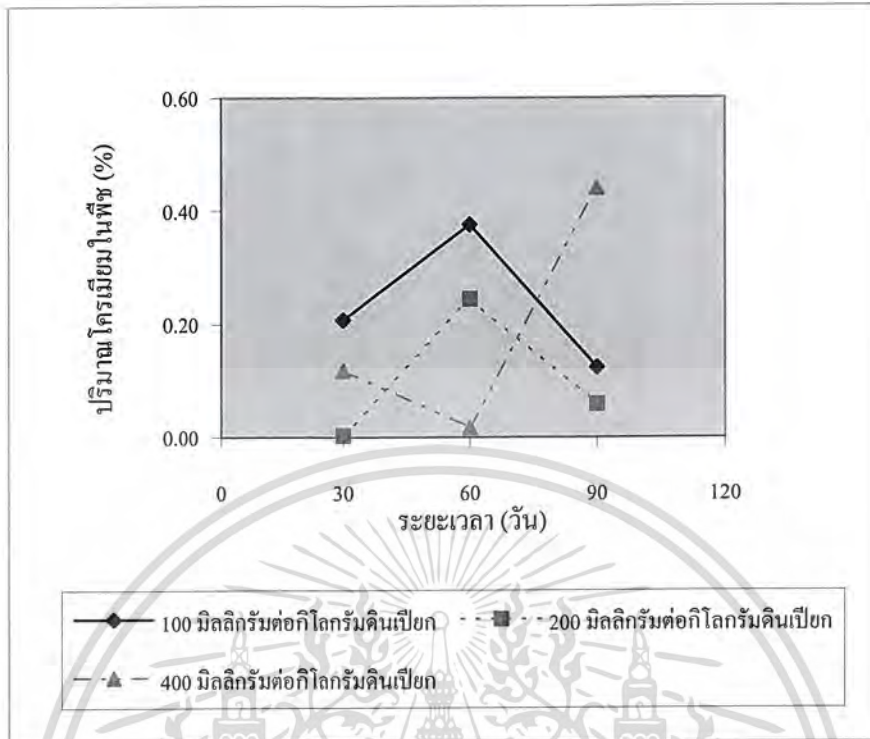 0.60
0.40
0.20
0.00
ปริมาณโครเมียมในพืช (%)
0 30 60 90 120
ระยะเวลา (วัน)
100 มิลลิกรัมต่อกิโลกรัมดินเปียก 200 มิลลิกรัมต่อกิโลกรัมดินเปียก
400 มิลลิกรัมต่อกิโลกรัมดินเปียก